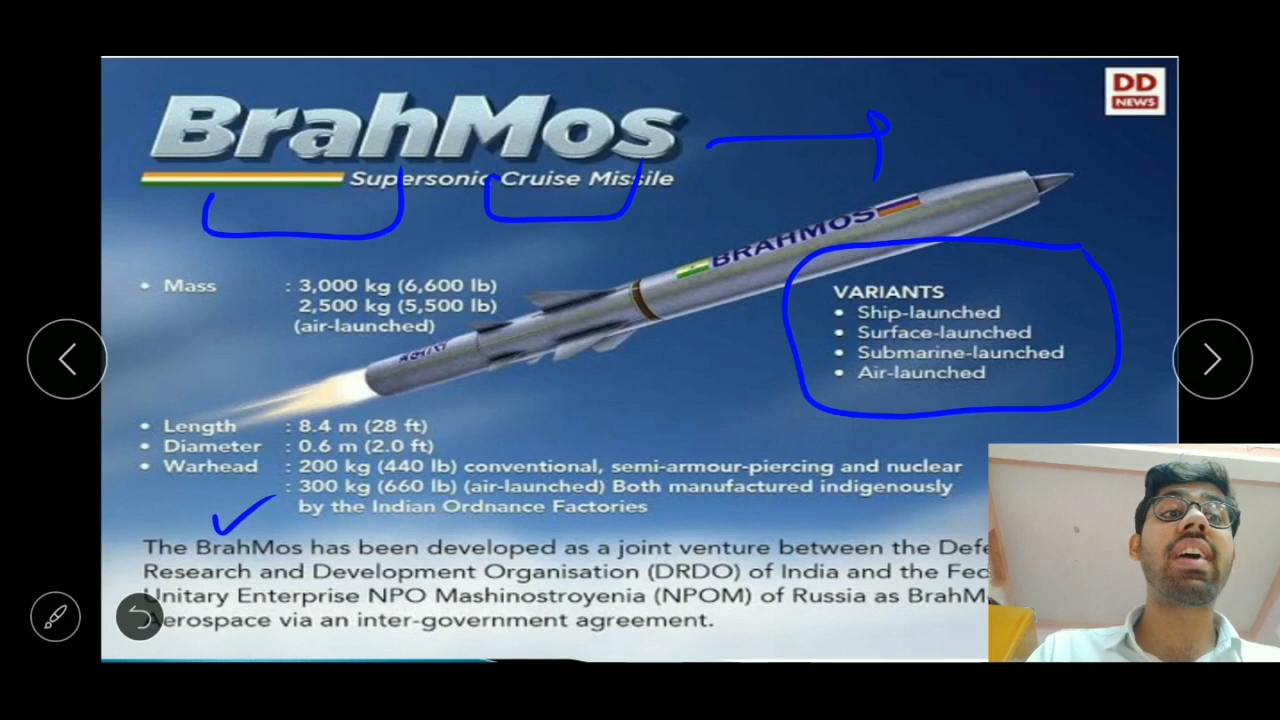 DD
NEWS
BrahMos
Supersonic Cruise Missile
BRAHMOS
• Mass : 3,000 kg (6,600 lb)
2,500 kg (5,500 lb)
(air-launched)
VARIANTS
• Ship-launched
• Surface-launched
• Submarine-launched
• Air-launched
• Length : 8.4 m (28 ft)
• Diameter : 0.6 m (2.0 ft)
• Warhead : 200 kg (440 lb) conventional, semi-armour-piercing and nuclear
: 300 kg (660 lb) (air-launched) Both manufactured indigenously
by the Indian Ordnance Factories
The BrahMos has been developed as a joint venture between the Defe
Research and Development Organisation (DRDO) of India and the Fed
Unitary Enterprise NPO Mashinostroyenia (NPOM) of Russia as BrahM
Aerospace via an inter-government agreement.